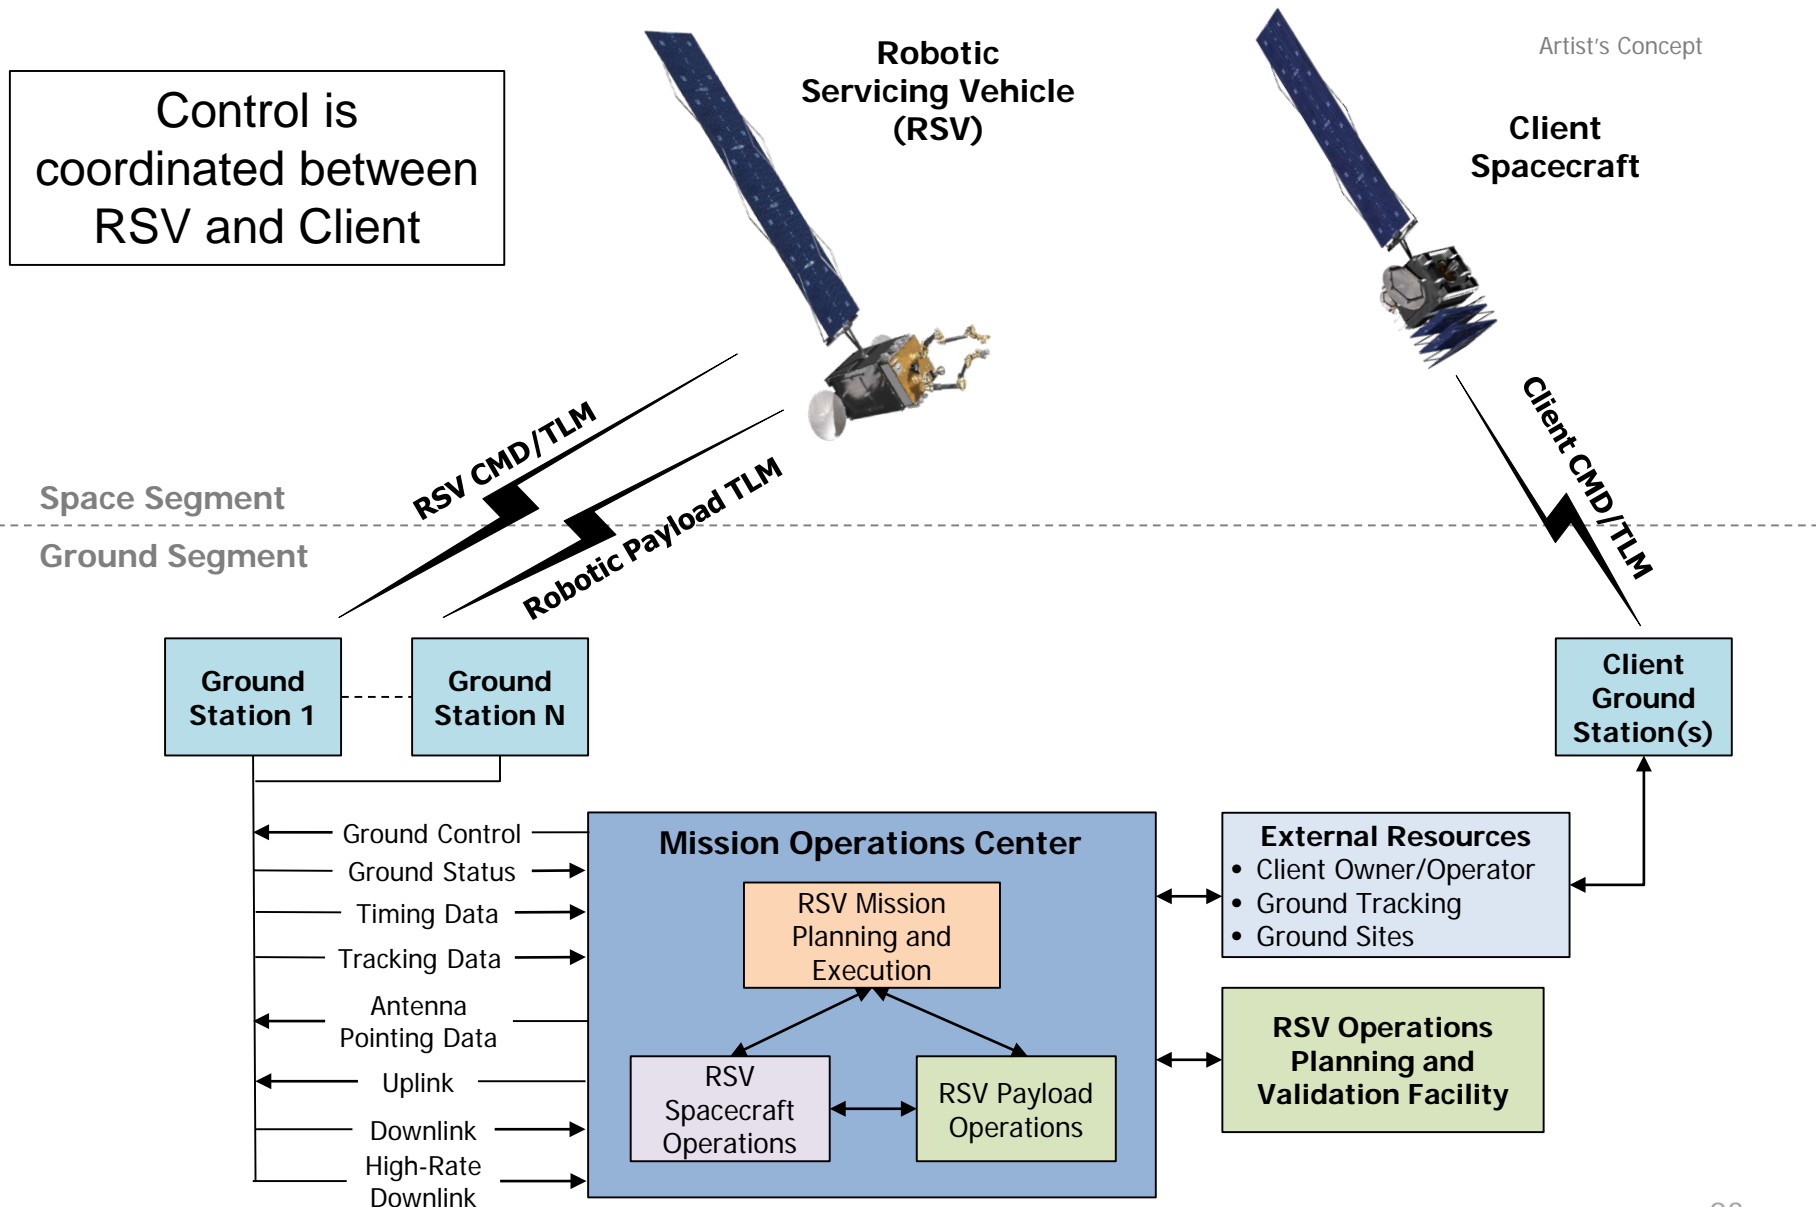 Artist's Concept
Robotic
Servicing Vehicle
(RSV)
Client
Spacecraft
Control is
coordinated between
RSV and Client
RSV CMD/TLM
Robotic Payload TLM
Client CMD/TLM
Space Segment
Ground Segment
Ground
Station 1
Ground
Station N
Client
Ground
Station(s)
Ground Control
Ground Status
Timing Data
Tracking Data
Antenna
Pointing Data
Uplink
Downlink
High-Rate
Downlink
Mission Operations Center
RSV Mission
Planning and
Execution
RSV
Spacecraft
Operations
RSV Payload
Operations
External Resources
• Client Owner/Operator
• Ground Tracking
• Ground Sites
RSV Operations
Planning and
Validation Facility